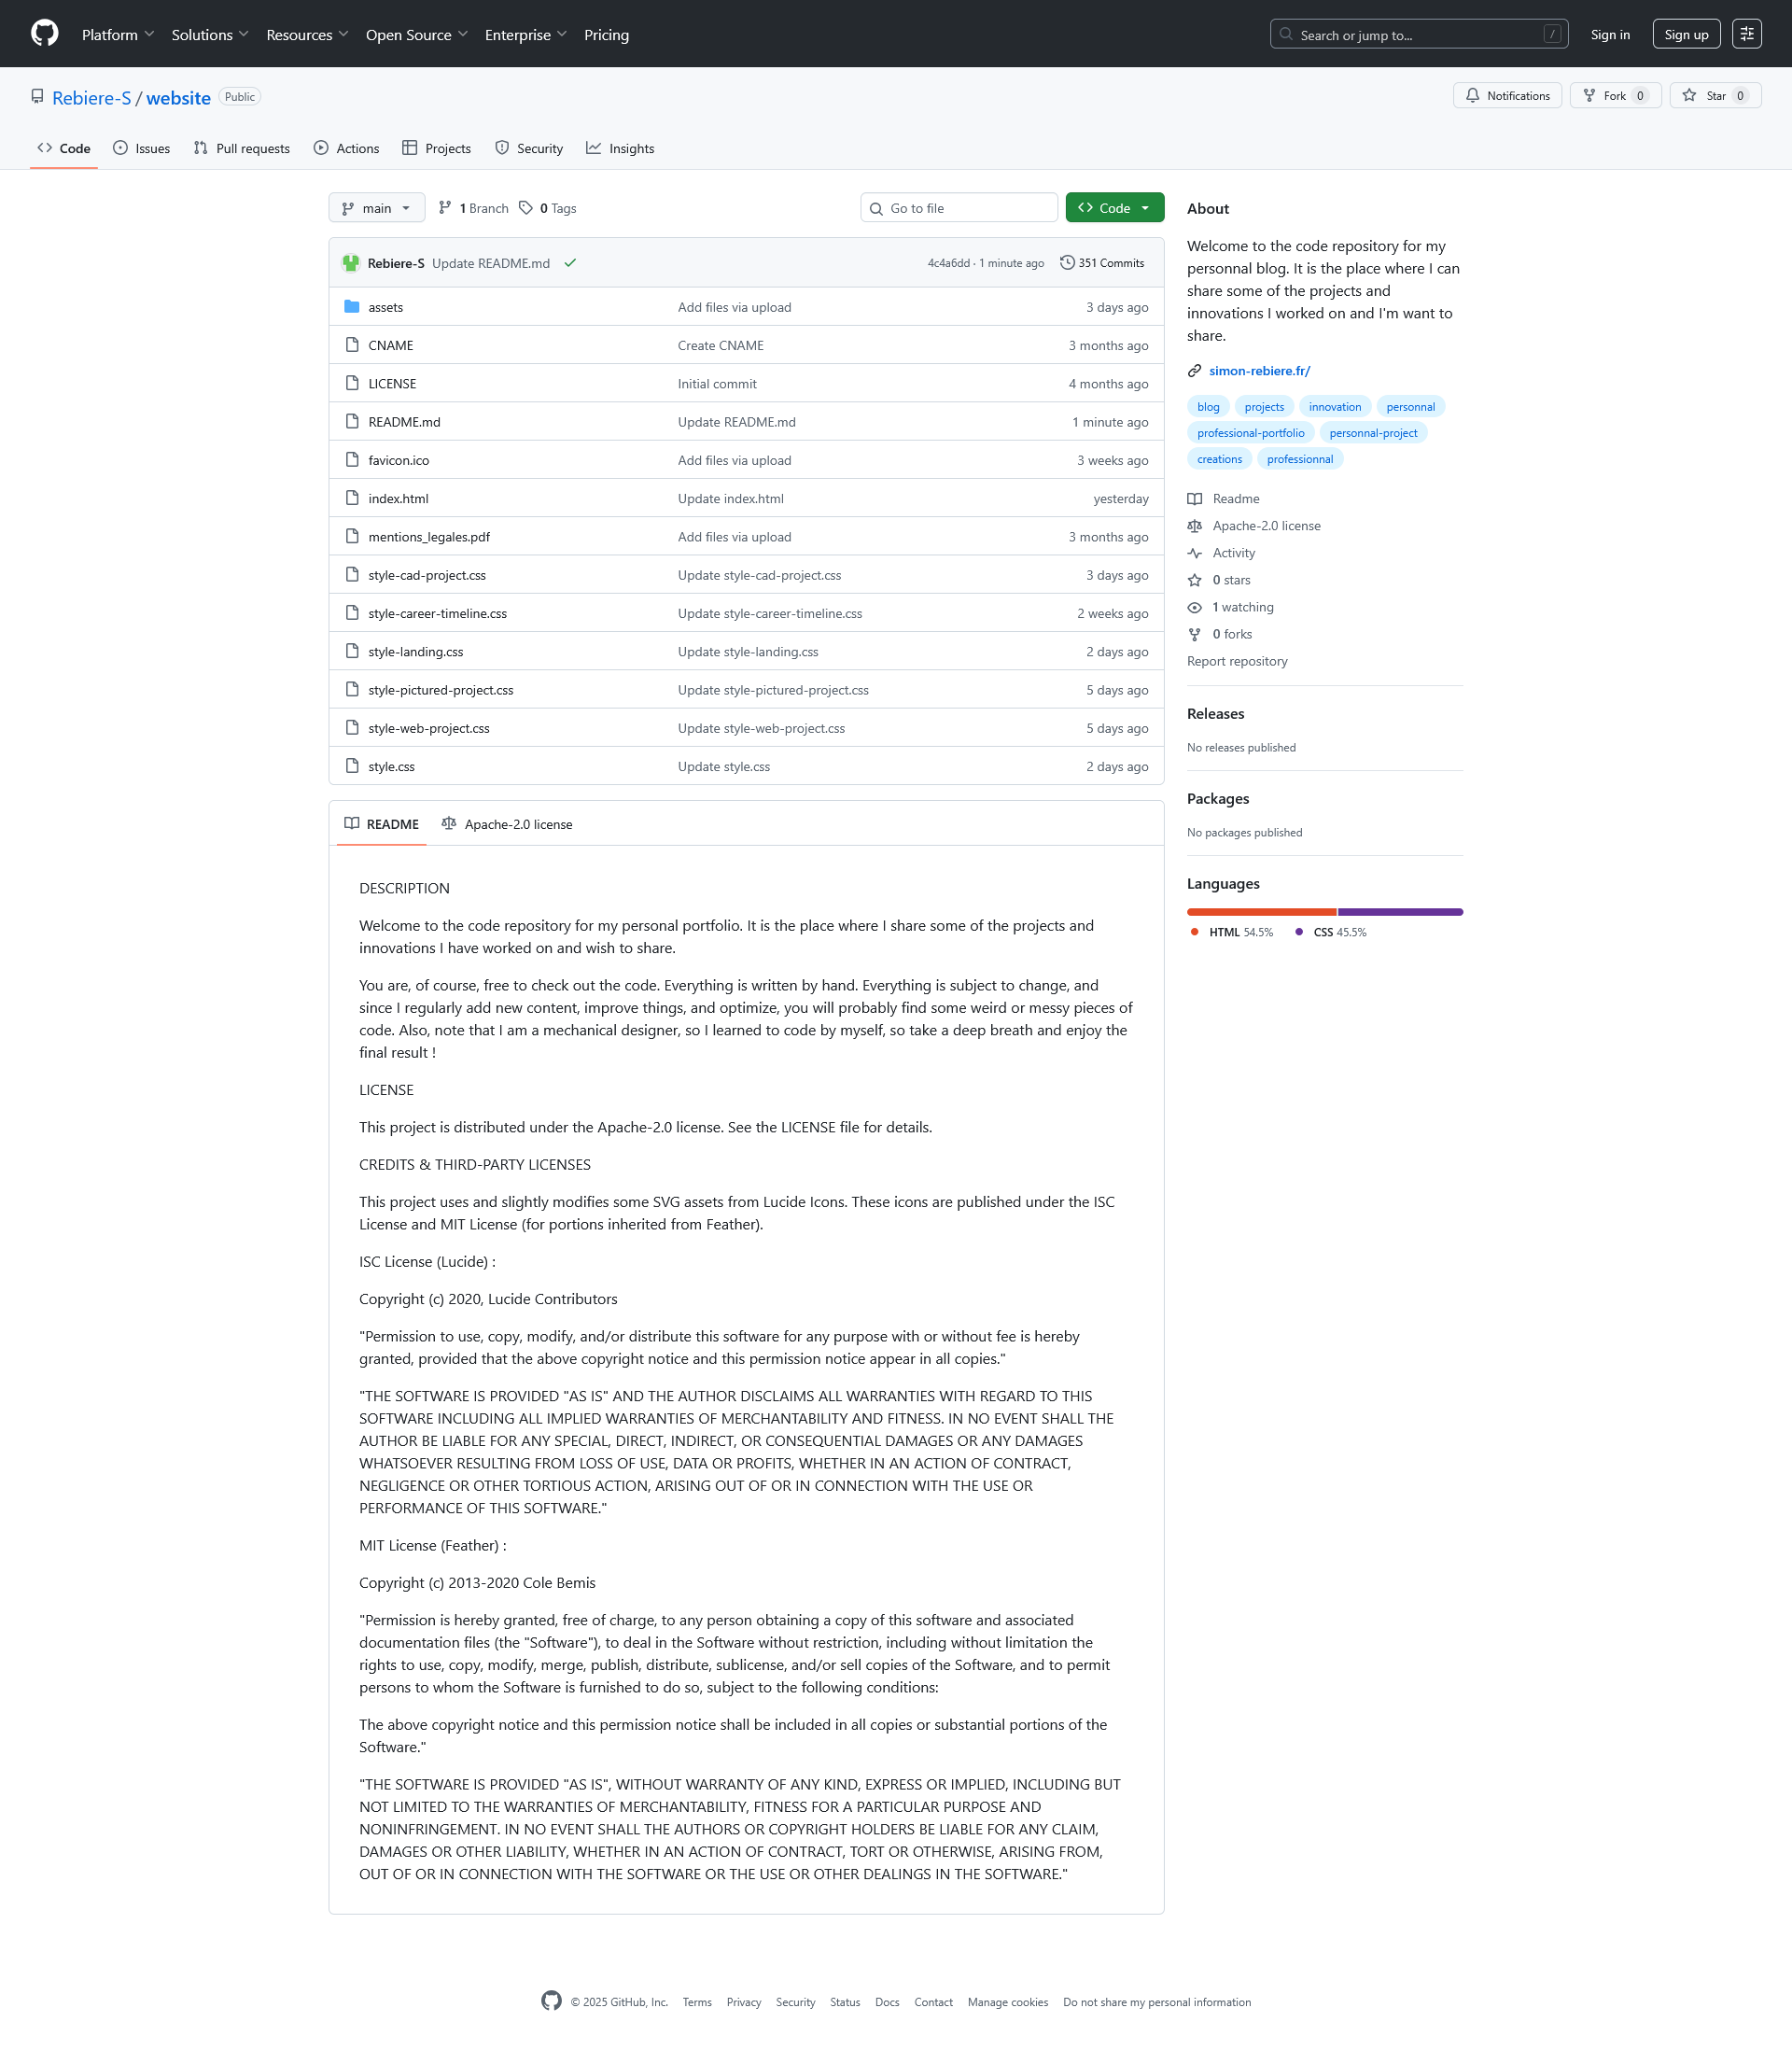 Platform Solutions Resources Open Source Enterprise Pricing Search or jump to... / Sign in Sign up
Rebiere-S / website Public Notifications Fork 0 Star 0
Code Issues Pull requests Actions Projects Security Insights
main 1 Branch 0 Tags Go to file Code
Rebiere-S Update README.md 4c4a6dd · 1 minute ago 351 Commits
assets Add files via upload 3 days ago
CNAME Create CNAME 3 months ago
LICENSE Initial commit 4 months ago
README.md Update README.md 1 minute ago
favicon.ico Add files via upload 3 weeks ago
index.html Update index.html yesterday
mentions_legales.pdf Add files via upload 3 months ago
style-cad-project.css Update style-cad-project.css 3 days ago
style-career-timeline.css Update style-career-timeline.css 2 weeks ago
style-landing.css Update style-landing.css 2 days ago
style-pictured-project.css Update style-pictured-project.css 5 days ago
style-web-project.css Update style-web-project.css 5 days ago
style.css Update style.css 2 days ago
README Apache-2.0 license
DESCRIPTION
Welcome to the code repository for my personal portfolio. It is the place where I share some of the projects and
innovations I have worked on and wish to share.
You are, of course, free to check out the code. Everything is written by hand. Everything is subject to change, and
since I regularly add new content, improve things, and optimize, you will probably find some weird or messy pieces of
code. Also, note that I am a mechanical designer, so I learned to code by myself, so take a deep breath and enjoy the
final result !
LICENSE
This project is distributed under the Apache-2.0 license. See the LICENSE file for details.
CREDITS & THIRD-PARTY LICENSES
This project uses and slightly modifies some SVG assets from Lucide Icons. These icons are published under the ISC
License and MIT License (for portions inherited from Feather).
ISC License (Lucide) :
Copyright (c) 2020, Lucide Contributors
"Permission to use, copy, modify, and/or distribute this software for any purpose with or without fee is hereby
granted, provided that the above copyright notice and this permission notice appear in all copies."
"THE SOFTWARE IS PROVIDED "AS IS" AND THE AUTHOR DISCLAIMS ALL WARRANTIES WITH REGARD TO THIS
SOFTWARE INCLUDING ALL IMPLIED WARRANTIES OF MERCHANTABILITY AND FITNESS. IN NO EVENT SHALL THE
AUTHOR BE LIABLE FOR ANY SPECIAL, DIRECT, INDIRECT, OR CONSEQUENTIAL DAMAGES OR ANY DAMAGES
WHATSOEVER RESULTING FROM LOSS OF USE, DATA OR PROFITS, WHETHER IN AN ACTION OF CONTRACT,
NEGLIGENCE OR OTHER TORTIOUS ACTION, ARISING OUT OF OR IN CONNECTION WITH THE USE OR
PERFORMANCE OF THIS SOFTWARE."
MIT License (Feather) :
Copyright (c) 2013-2020 Cole Bemis
"Permission is hereby granted, free of charge, to any person obtaining a copy of this software and associated
documentation files (the "Software"), to deal in the Software without restriction, including without limitation the
rights to use, copy, modify, merge, publish, distribute, sublicense, and/or sell copies of the Software, and to permit
persons to whom the Software is furnished to do so, subject to the following conditions:
The above copyright notice and this permission notice shall be included in all copies or substantial portions of the
Software."
"THE SOFTWARE IS PROVIDED "AS IS", WITHOUT WARRANTY OF ANY KIND, EXPRESS OR IMPLIED, INCLUDING BUT
NOT LIMITED TO THE WARRANTIES OF MERCHANTABILITY, FITNESS FOR A PARTICULAR PURPOSE AND
NONINFRINGEMENT. IN NO EVENT SHALL THE AUTHORS OR COPYRIGHT HOLDERS BE LIABLE FOR ANY CLAIM,
DAMAGES OR OTHER LIABILITY, WHETHER IN AN ACTION OF CONTRACT, TORT OR OTHERWISE, ARISING FROM,
OUT OF OR IN CONNECTION WITH THE SOFTWARE OR THE USE OR OTHER DEALINGS IN THE SOFTWARE."
About
Welcome to the code repository for my
personnal blog. It is the place where I can
share some of the projects and
innovations I worked on and I'm want to
share.
simon-rebiere.fr/
blog projects innovation personnal
professional-portfolio personnal-project
creations professionnal
Readme
Apache-2.0 license
Activity
0 stars
1 watching
0 forks
Report repository
Releases
No releases published
Packages
No packages published
Languages
HTML 54.5% CSS 45.5%
© 2025 GitHub, Inc. Terms Privacy Security Status Docs Contact Manage cookies Do not share my personal information